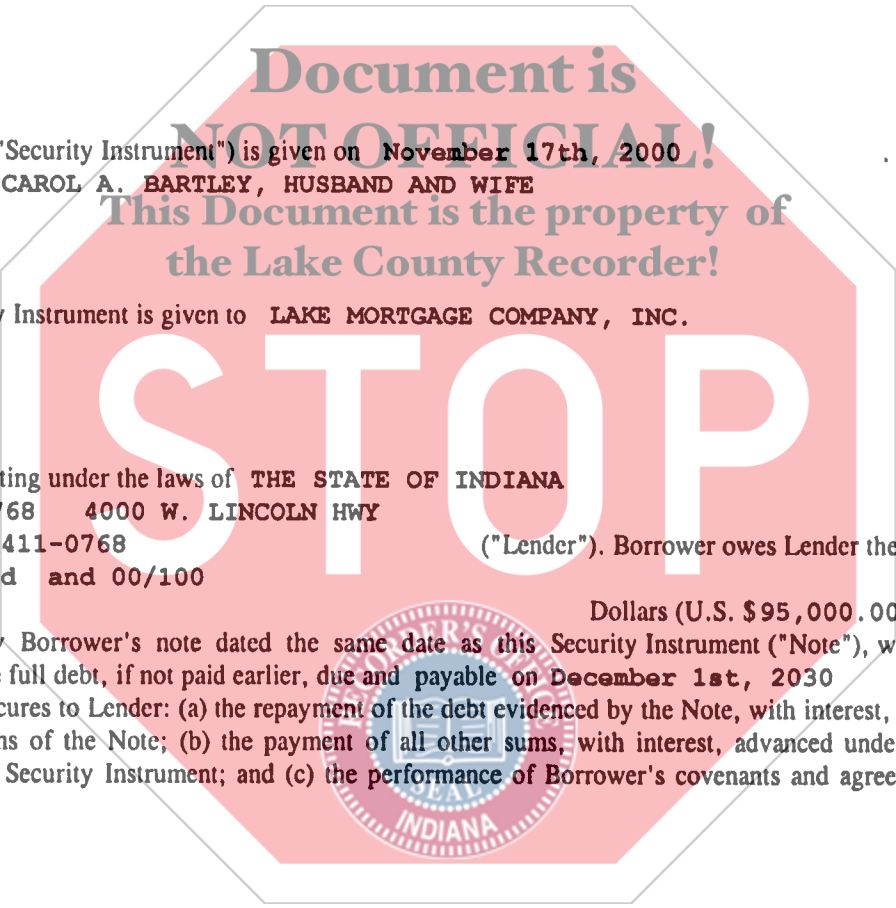 Document is
"Security Instrument") is given on November 17th, 2000
NOT OFFICIAL!
CAROL A. BARTLEY, HUSBAND AND WIFE
This Document is the property of
the Lake County Recorder!
Instrument is given to LAKE MORTGAGE COMPANY, INC.
STOP
ting under the laws of THE STATE OF INDIANA
68 4000 W. LINCOLN HWY
411-0768 ("Lender"). Borrower owes Lender the
d and 00/100
Dollars (U.S. $95,000.00
y Borrower's note dated the same date as this Security Instrument ("Note"), w
full debt, if not paid earlier, due and payable on December 1st, 2030
cures to Lender: (a) the repayment of the debt evidenced by the Note, with interest,
ns of the Note; (b) the payment of all other sums, with interest, advanced unde
Security Instrument; and (c) the performance of Borrower's covenants and agree
RECORDER'S OFFICE
SEAL
INDIANA